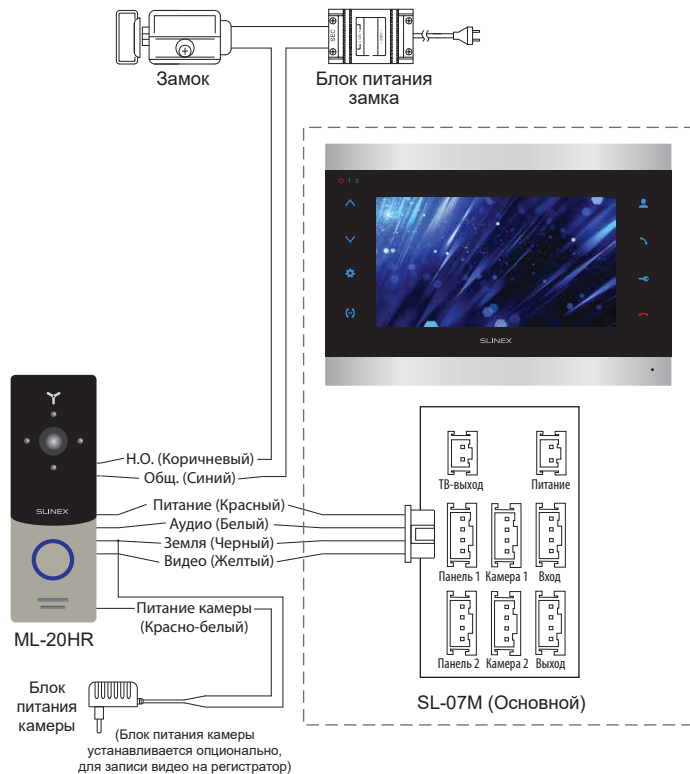 Замок
Блок питания
замка
SEC
SLINEX
Н.О. (Коричневый)
Общ. (Синий)
SLINEX
Питание (Красный)
Аудио (Белый)
Земля (Черный)
Видео (Желтый)
Питание камеры
(Красно-белый)
ML-20HR
Блок
питания
камеры
(Блок питания камеры
устанавливается опционально,
для записи видео на регистратор)
ТВ-выход
Питание
Панель 1
Камера 1
Вход
Панель 2
Камера 2
Выход
SL-07M (Основной)